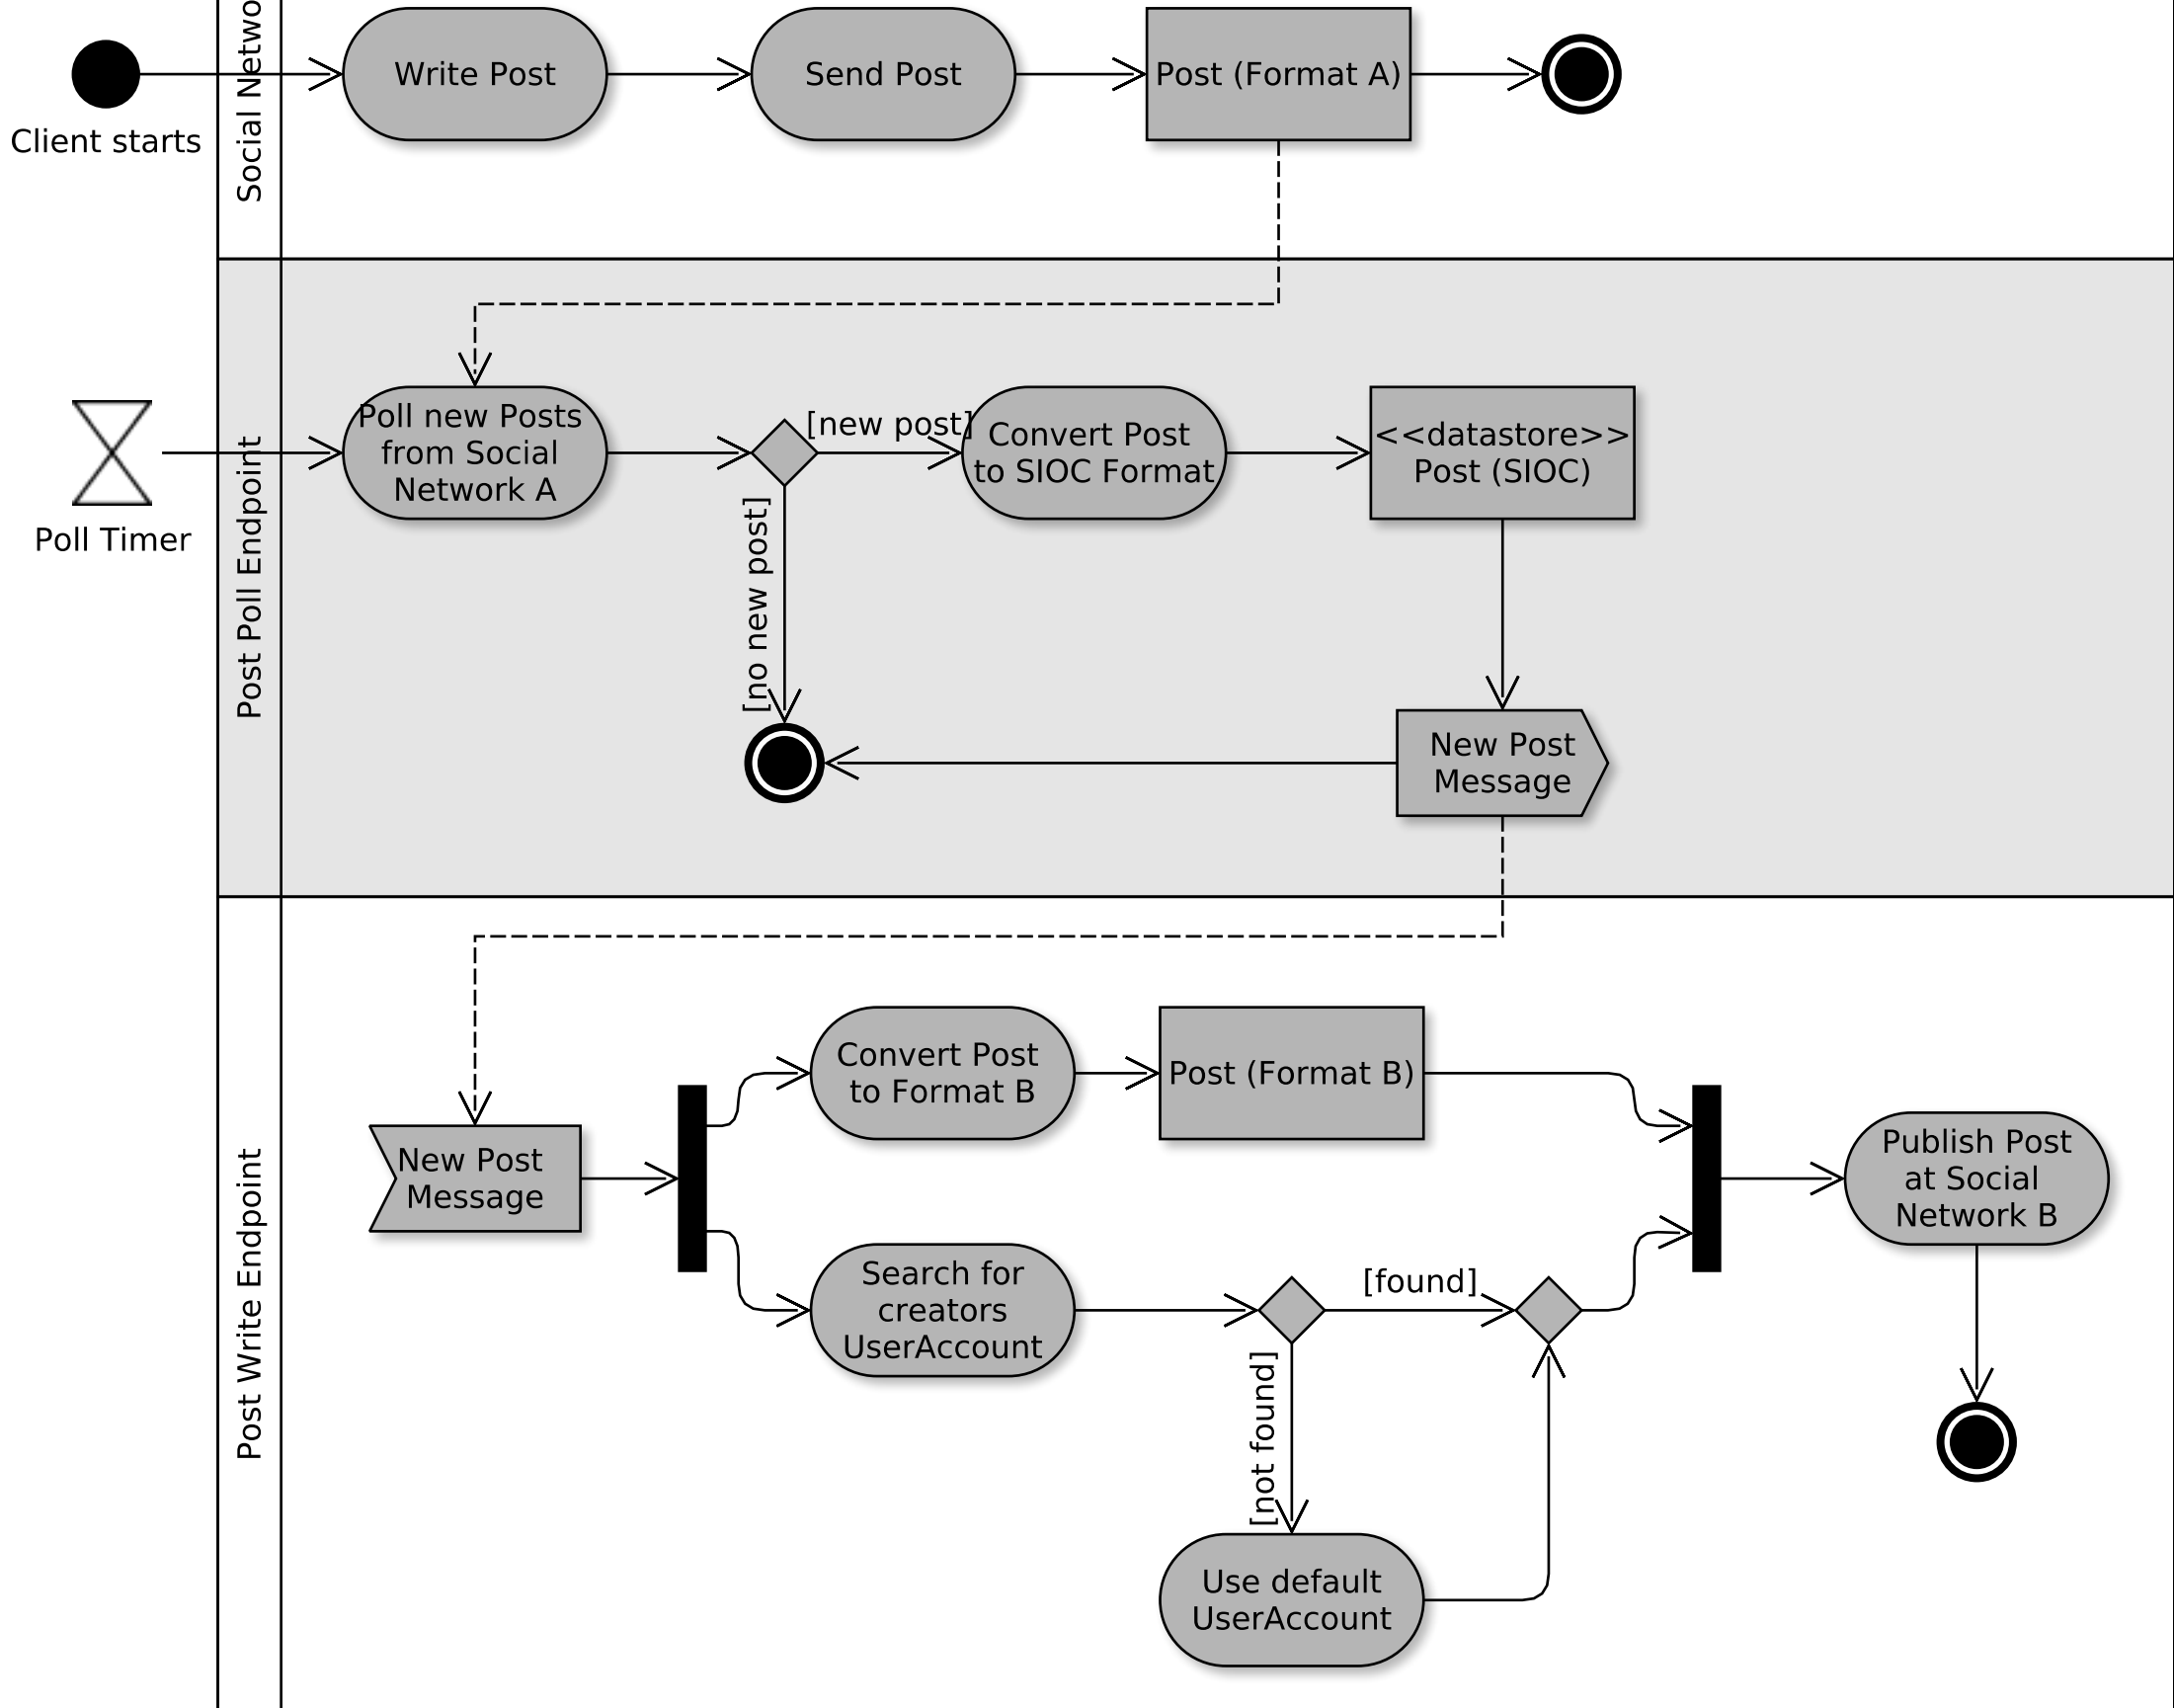 Social Netwo
Write Post
Send Post
Post (Format A)
Client starts
Post Poll Endpoint
Poll new Posts
from Social
Network A
[new post]
Convert Post
to SIOC Format
<<datastore>>
Post (SIOC)
Poll Timer
[no new post]
New Post
Message
Post Write Endpoint
New Post
Message
Convert Post
to Format B
Post (Format B)
Publish Post
at Social
Network B
Search for
creators
UserAccount
[found]
[not found]
Use default
UserAccount